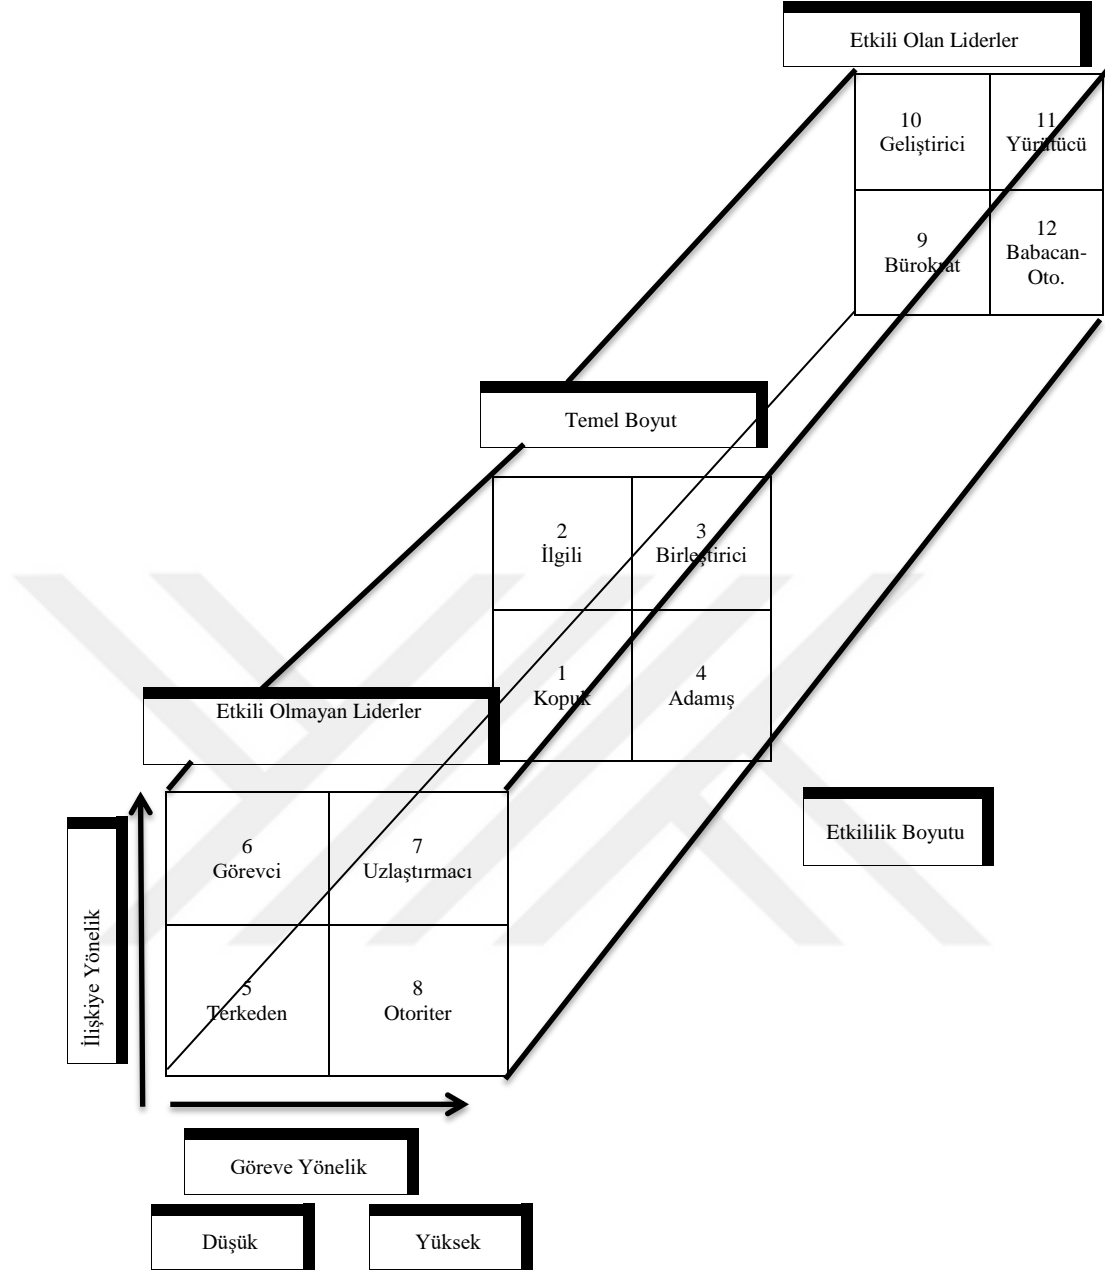 Etkili Olan Liderler
10
Geliştirici
11
Yürütücü
9
Bürokrat
12
Babacan-
Oto.
Temel Boyut
2
İlgili
3
Birleştirici
1
Kopuk
4
Adamış
Etkili Olmayan Liderler
Etkililik Boyutu
6
Görevci
7
Uzlaştırmacı
İlişkiye Yönelik
5
Terkeden
8
Otoriter
Göreve Yönelik
Düşük
Yüksek